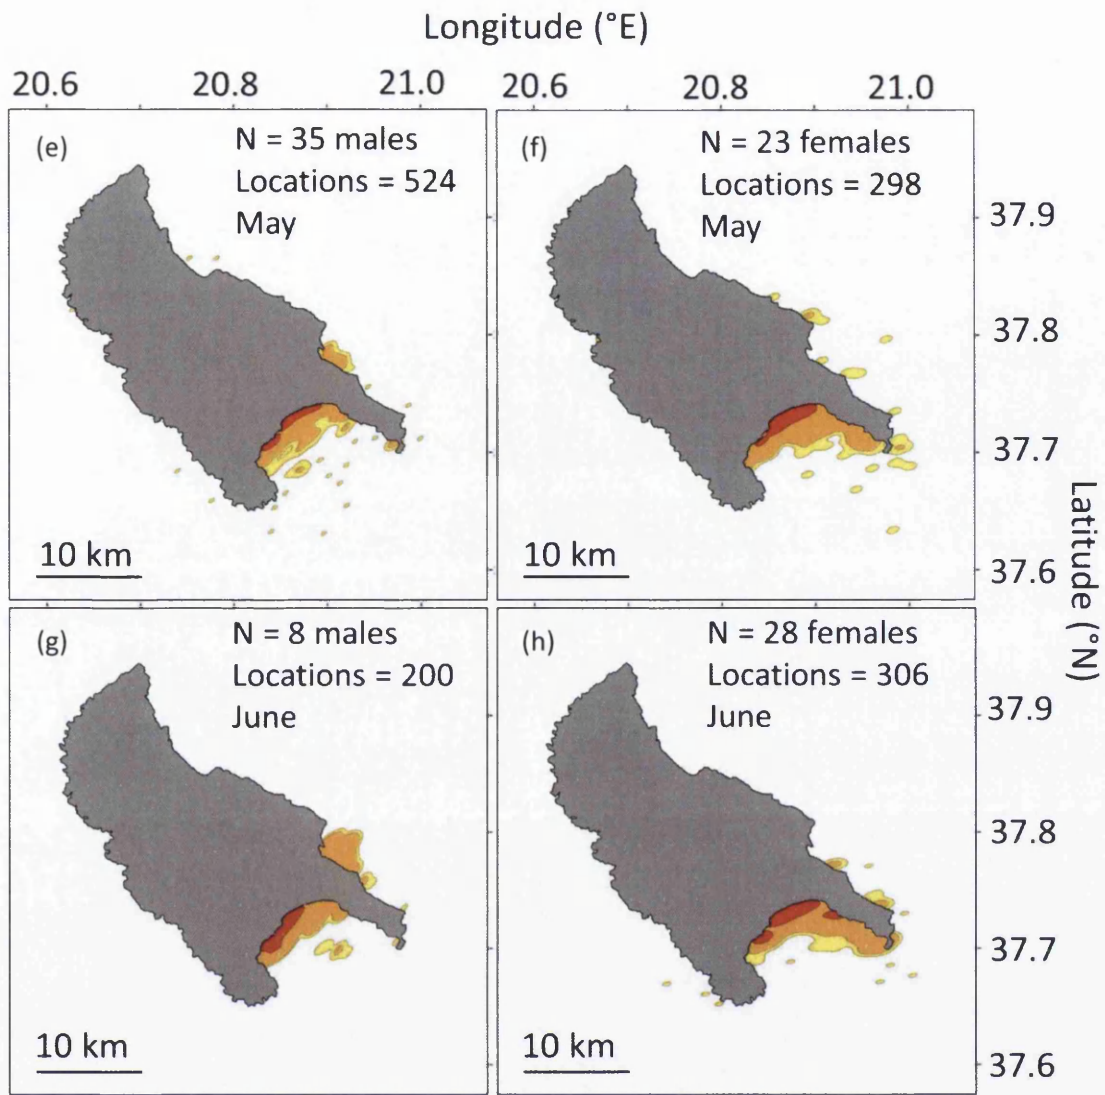 Longitude (°E)
20.6 20.8 21.0 20.6 20.8 21.0
(e) N = 35 males
Locations = 524
May
10 km
(f) N = 23 females
Locations = 298
May
10 km
37.9
37.8
37.7
37.6
Latitude (°N)
(g) N = 8 males
Locations = 200
June
10 km
(h) N = 28 females
Locations = 306
June
10 km
37.9
37.8
37.7
37.6